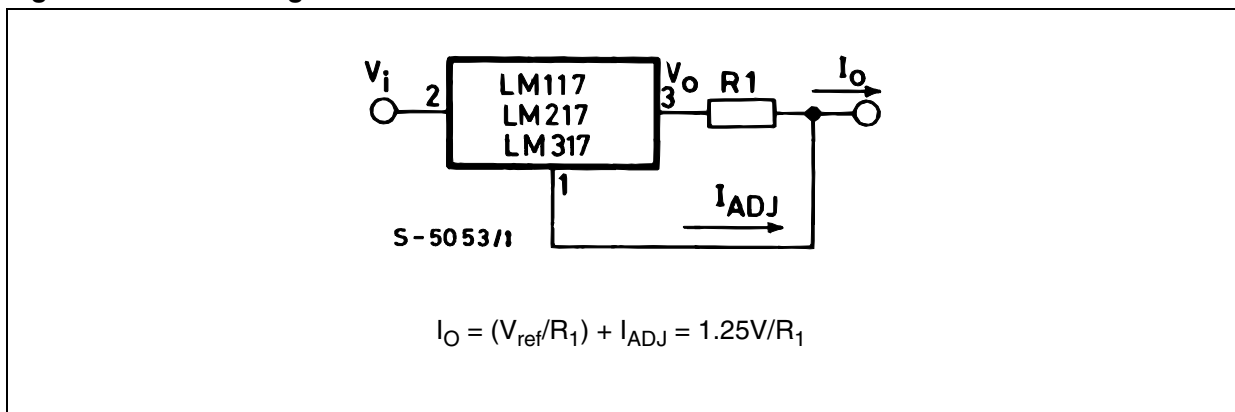 Vi
2
LM117
LM217
LM317
Vo
3
R1
Io
1
IADJ
S-5053/1
IO = (Vref/R1) + IADJ = 1.25V/R1